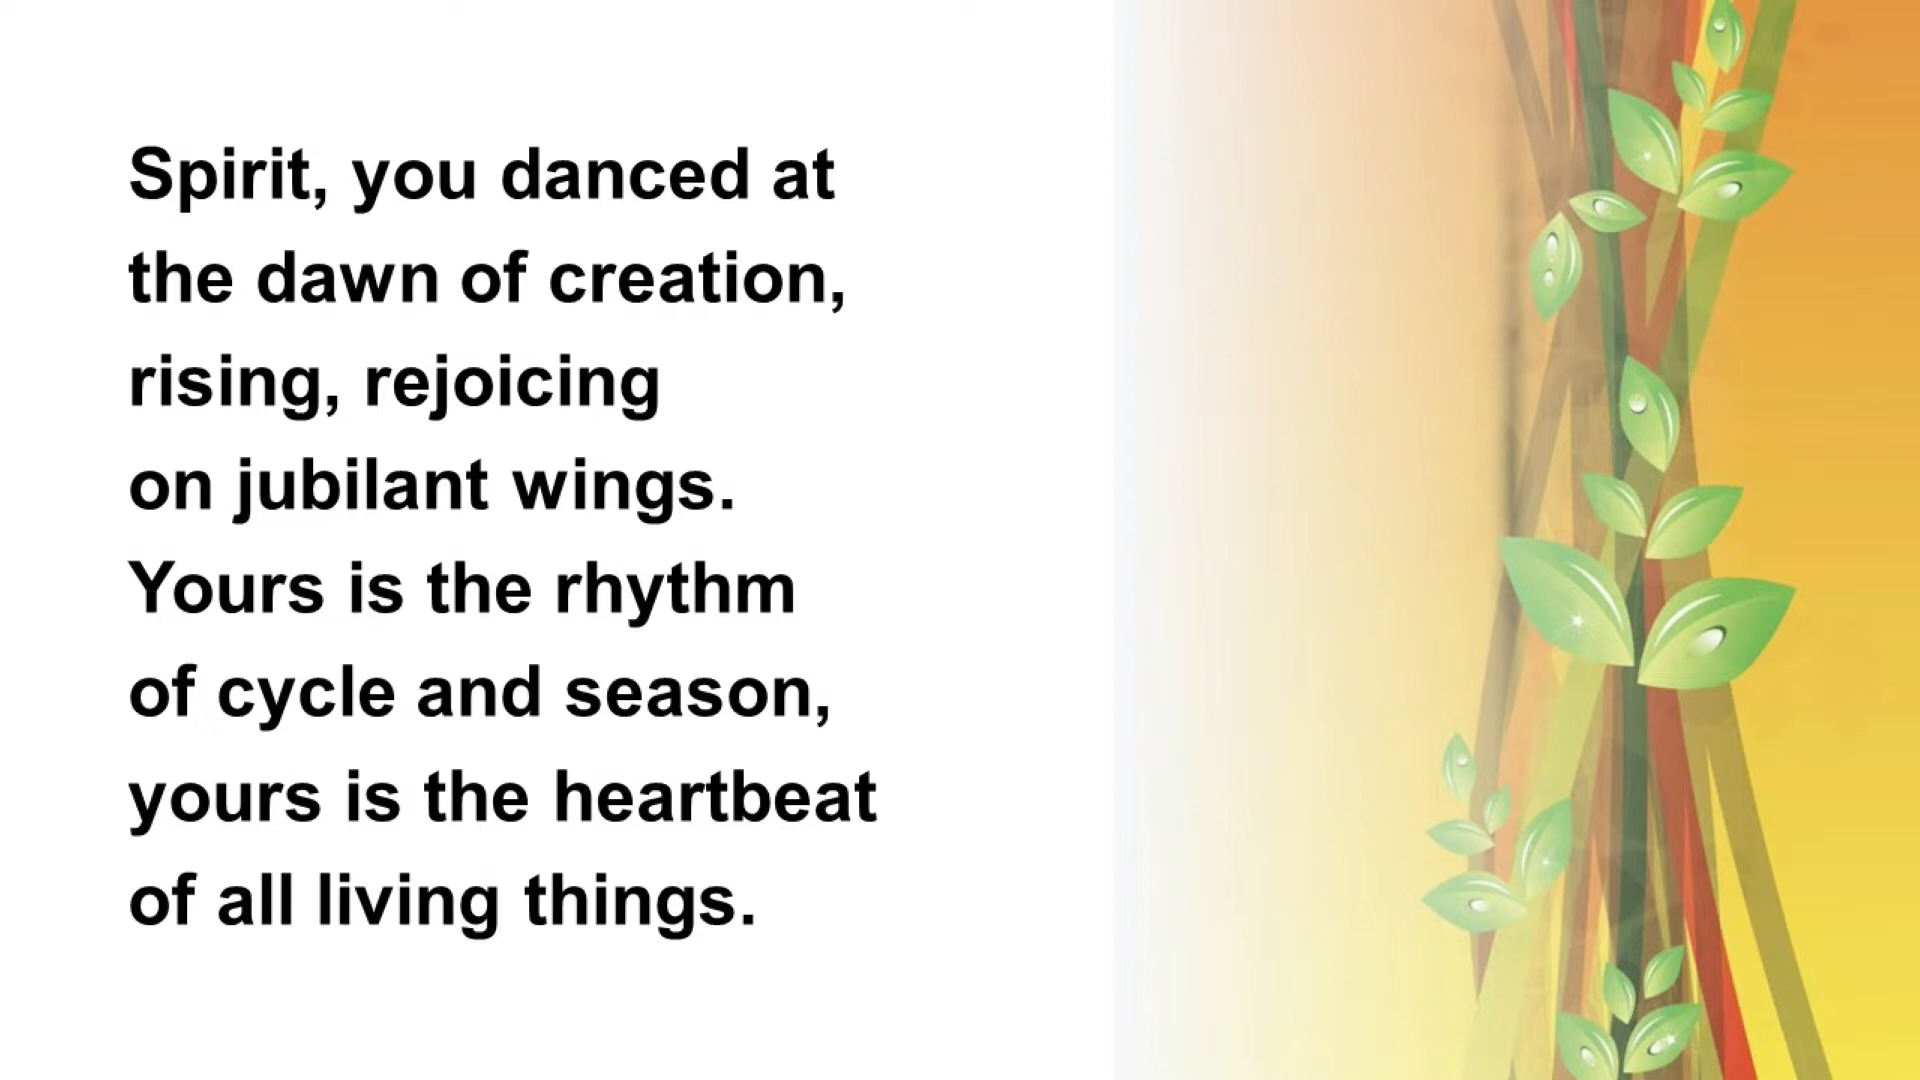 Spirit, you danced at
the dawn of creation,
rising, rejoicing
on jubilant wings.
Yours is the rhythm
of cycle and season,
yours is the heartbeat
of all living things.